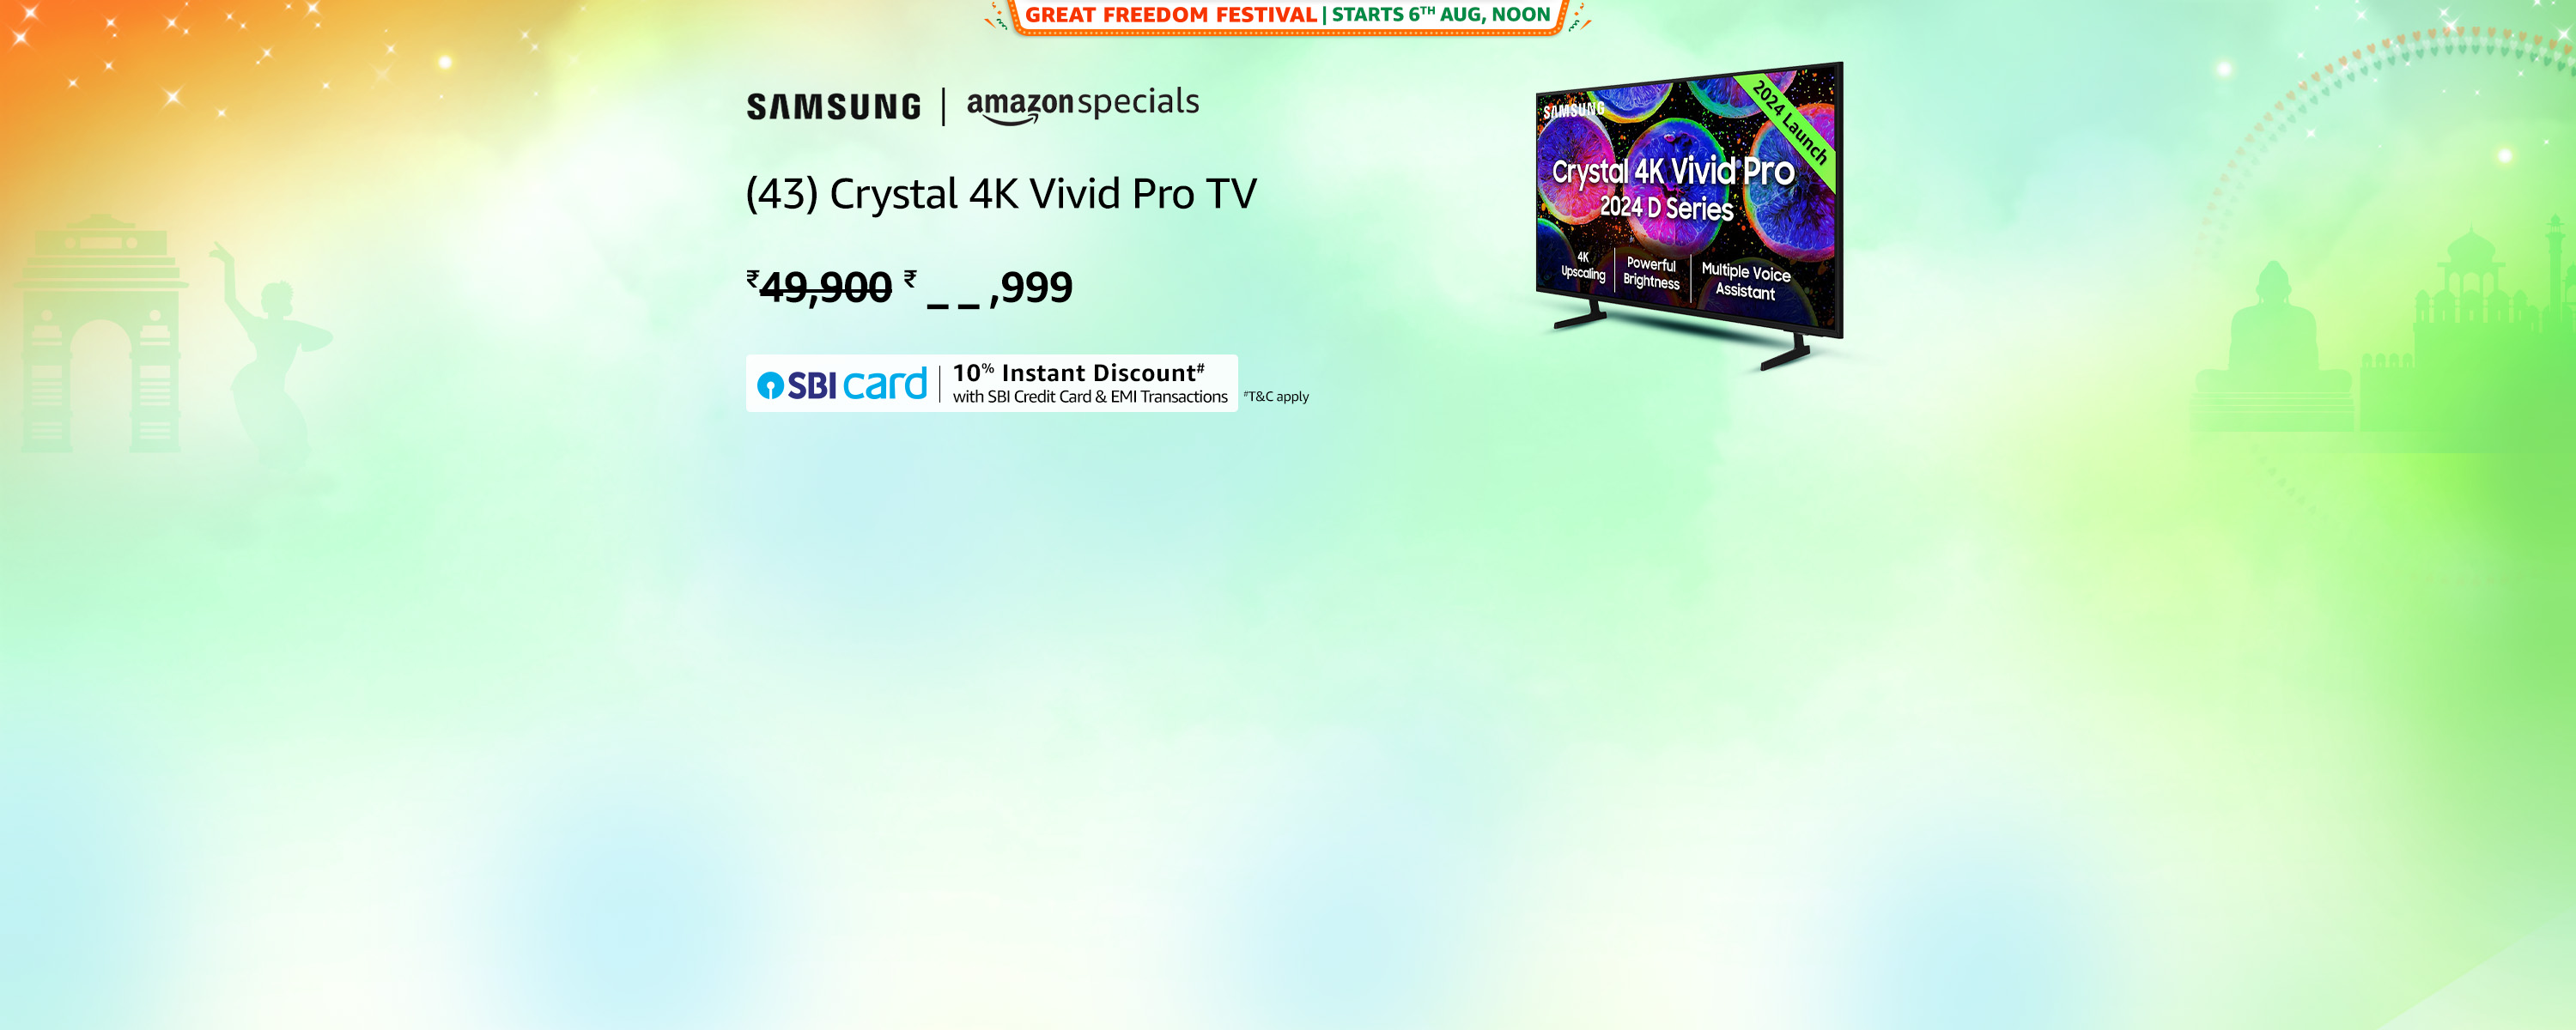 GREAT FREEDOM FESTIVAL | STARTS 6TH AUG, NOON
SAMSUNG | amazon specials
(43) Crystal 4K Vivid Pro TV
₹49,900 ₹ _ _ ,999
SBI card | 10% Instant Discount#
with SBI Credit Card & EMI Transactions
#T&C apply
SAMSUNG
2024 Launch
Crystal 4K Vivid Pro
2024 D Series
4K
Upscaling
Powerful
Brightness
Multiple Voice
Assistant